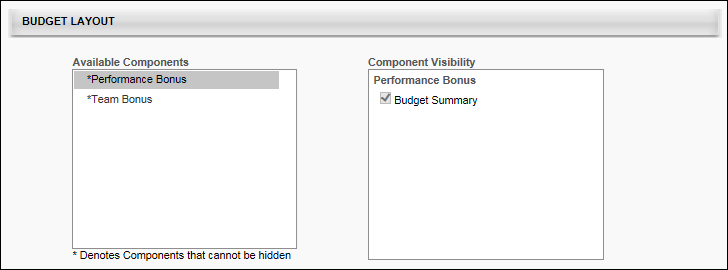 BUDGET LAYOUT
Available Components
*Performance Bonus
*Team Bonus
* Denotes Components that cannot be hidden
Component Visibility
Performance Bonus
Budget Summary